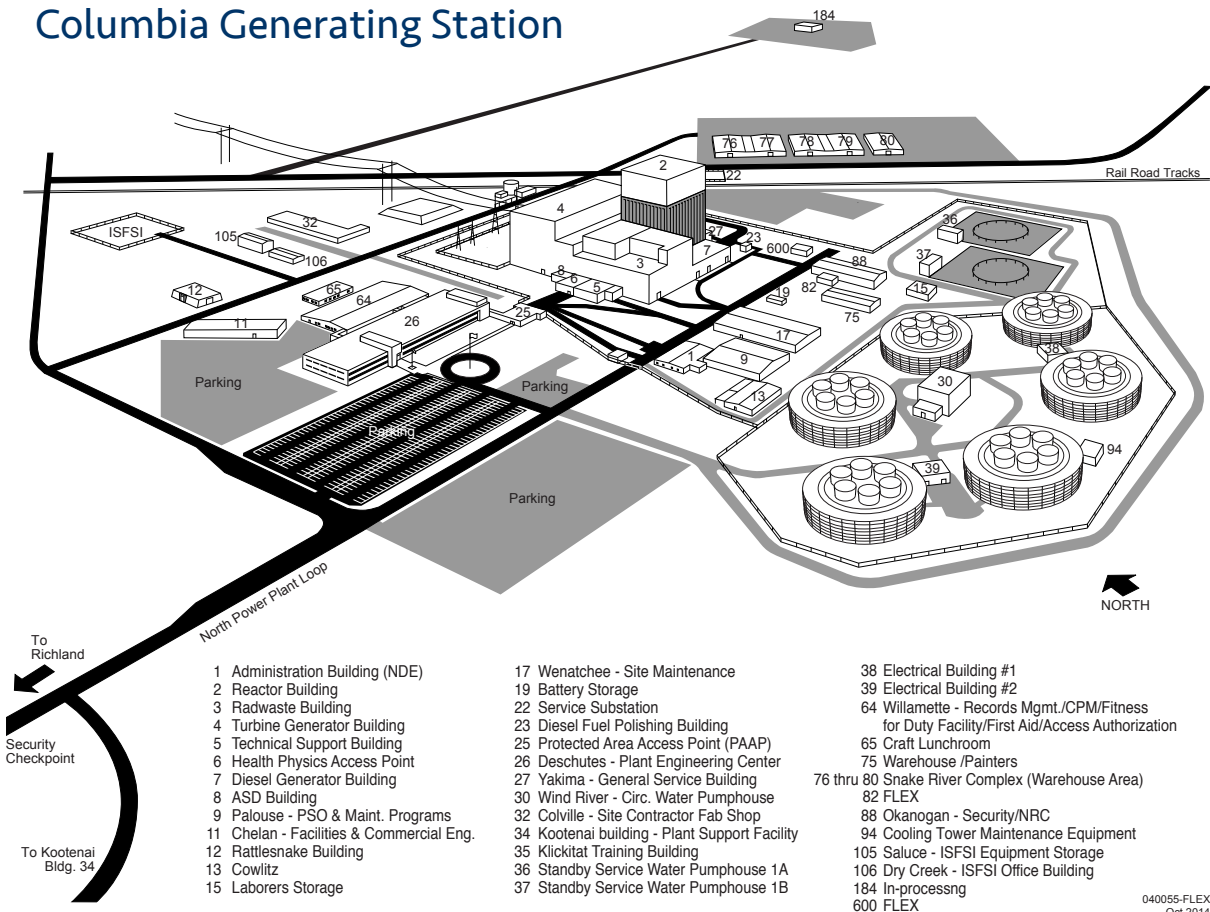 Columbia Generating Station
184
76
77
78
79
80
2
22
Rail Road Tracks
4
32
ISFSI
105
106
27
23
7
600
36
3
88
37
8
6
5
12
65
64
19
82
15
75
25
26
11
17
1
9
38
30
Parking
Parking
13
Parking
94
39
Parking
North Power Plant Loop
NORTH
To
Richland
Security
Checkpoint
To Kootenai
Bldg. 34
1 Administration Building (NDE)
2 Reactor Building
3 Radwaste Building
4 Turbine Generator Building
5 Technical Support Building
6 Health Physics Access Point
7 Diesel Generator Building
8 ASD Building
9 Palouse - PSO & Maint. Programs
11 Chelan - Facilities & Commercial Eng.
12 Rattlesnake Building
13 Cowlitz
15 Laborers Storage
17 Wenatchee - Site Maintenance
19 Battery Storage
22 Service Substation
23 Diesel Fuel Polishing Building
25 Protected Area Access Point (PAAP)
26 Deschutes - Plant Engineering Center
27 Yakima - General Service Building
30 Wind River - Circ. Water Pumphouse
32 Colville - Site Contractor Fab Shop
34 Kootenai building - Plant Support Facility
35 Klickitat Training Building
36 Standby Service Water Pumphouse 1A
37 Standby Service Water Pumphouse 1B
38 Electrical Building #1
39 Electrical Building #2
64 Willamette - Records Mgmt./CPM/Fitness
for Duty Facility/First Aid/Access Authorization
65 Craft Lunchroom
75 Warehouse /Painters
76 thru 80 Snake River Complex (Warehouse Area)
82 FLEX
88 Okanogan - Security/NRC
94 Cooling Tower Maintenance Equipment
105 Saluce - ISFSI Equipment Storage
106 Dry Creek - ISFSI Office Building
184 In-processng
600 FLEX
040055-FLEX
Oct 2014